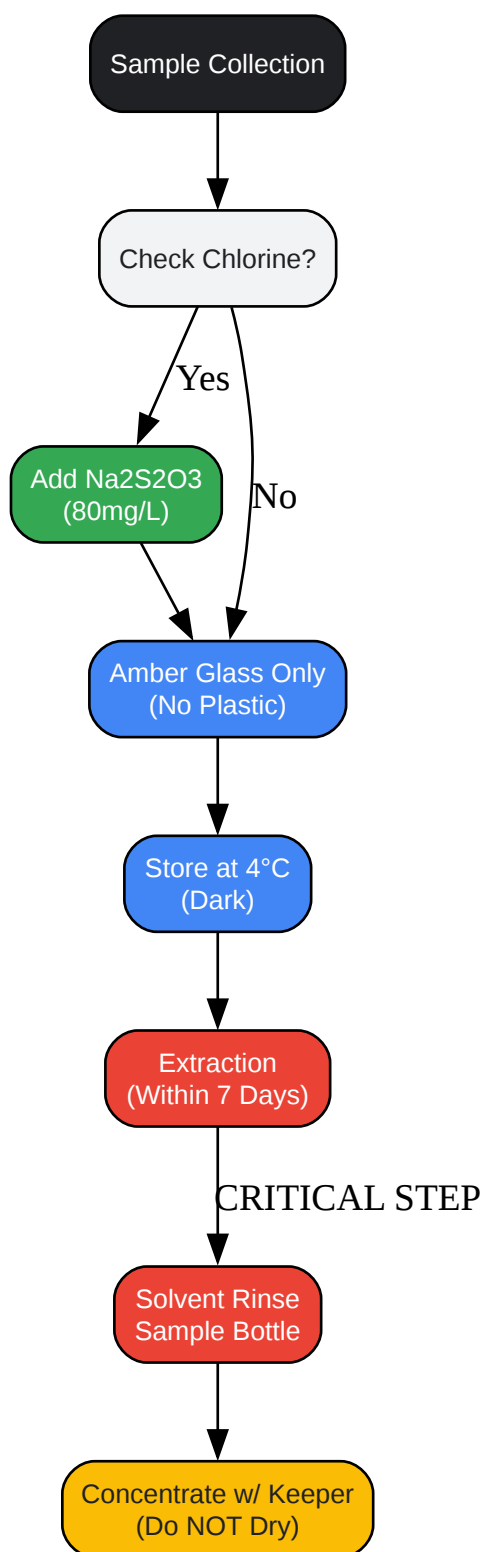 Sample Collection
Check Chlorine?
Yes
Add Na2S2O3
(80mg/L)
No
Amber Glass Only
(No Plastic)
Store at 4°C
(Dark)
Extraction
(Within 7 Days)
CRITICAL STEP
Solvent Rinse
Sample Bottle
Concentrate w/ Keeper
(Do NOT Dry)